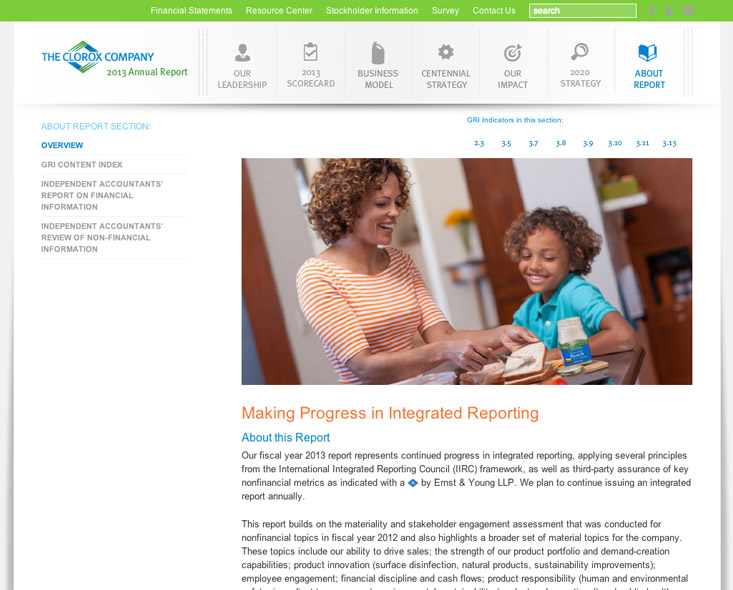 Financial Statements Resource Center Stockholder Information Survey Contact Us search
THE CLOROX COMPANY
2013 Annual Report
OUR LEADERSHIP
2013 SCORECARD
BUSINESS MODEL
CENTENNIAL STRATEGY
OUR IMPACT
2020 STRATEGY
ABOUT REPORT
ABOUT REPORT SECTION:
OVERVIEW
GRI CONTENT INDEX
INDEPENDENT ACCOUNTANTS'
REPORT ON FINANCIAL
INFORMATION
INDEPENDENT ACCOUNTANTS'
REVIEW OF NON-FINANCIAL
INFORMATION
GRI Indicators in this section:
2.3 3.5 3.7 3.8 3.9 3.10 3.11 3.13
Making Progress in Integrated Reporting
About this Report
Our fiscal year 2013 report represents continued progress in integrated reporting, applying several principles
from the International Integrated Reporting Council (IIRC) framework, as well as third-party assurance of key
nonfinancial metrics as indicated with a by Ernst & Young LLP. We plan to continue issuing an integrated
report annually.
This report builds on the materiality and stakeholder engagement assessment that was conducted for
nonfinancial topics in fiscal year 2012 and also highlights a broader set of material topics for the company.
These topics include our ability to drive sales; the strength of our product portfolio and demand-creation
capabilities; product innovation (surface disinfection, natural products, sustainability improvements);
employee engagement; financial discipline and cash flows; product responsibility (human and environmental